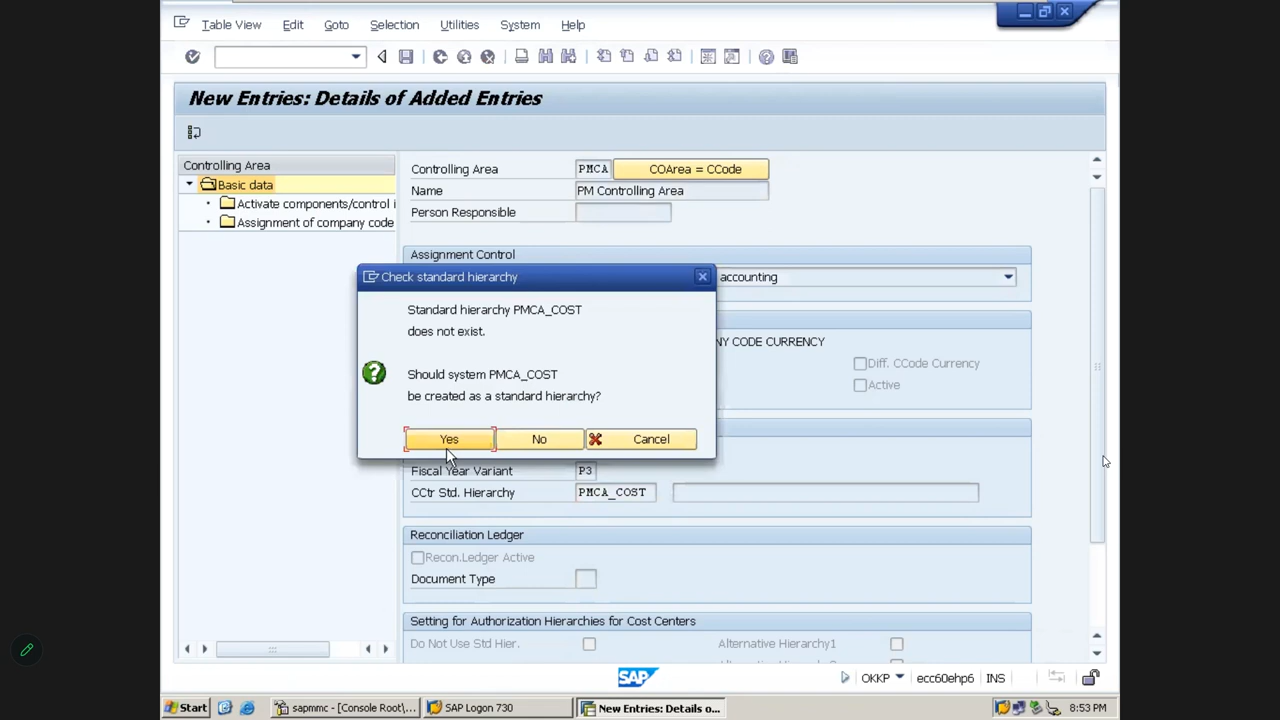 Table View Edit Goto Selection Utilities System Help
New Entries: Details of Added Entries
Controlling Area
Basic data
Activate components/control i
Assignment of company code
Controlling Area PMCA COArea = CCode
Name PM Controlling Area
Person Responsible
Assignment Control
accounting
Check standard hierarchy
Standard hierarchy PMCA_COST
does not exist.
Should system PMCA_COST
be created as a standard hierarchy?
Yes No Cancel
NY CODE CURRENCY
Diff. CCode Currency
Active
Fiscal Year Variant P3
CCtr Std. Hierarchy PMCA_COST
Reconciliation Ledger
Recon.Ledger Active
Document Type
Setting for Authorization Hierarchies for Cost Centers
Do Not Use Std Hier. Alternative Hierarchy1
SAP OKKP ecc60ehp6 INS
Start sapmmc - [Console Root\... SAP Logon 730 New Entries: Details o... 8:53 PM